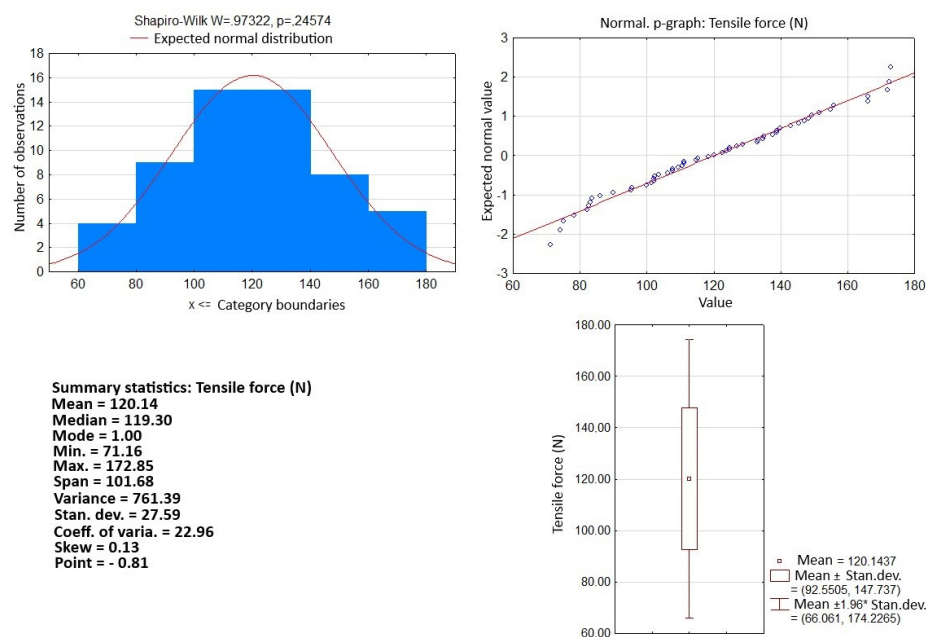 Shapiro-Wilk W=.97322, p=.24574
Expected normal distribution
Number of observations
18
16
14
12
10
8
6
4
2
0
60 80 100 120 140 160 180
x <= Category boundaries
Normal. p-graph: Tensile force (N)
Expected normal value
3
2
1
0
-1
-2
-3
60 80 100 120 140 160 180
Value
Summary statistics: Tensile force (N)
Mean = 120.14
Median = 119.30
Mode = 1.00
Min. = 71.16
Max. = 172.85
Span = 101.68
Variance = 761.39
Stan. dev. = 27.59
Coeff. of varia. = 22.96
Skew = 0.13
Point = - 0.81
Tensile force (N)
180.00
160.00
140.00
120.00
100.00
80.00
60.00
Mean = 120.1437
Mean ± Stan.dev.
= (92.5505, 147.737)
Mean ±1.96* Stan.dev.
= (66.061, 174.2265)